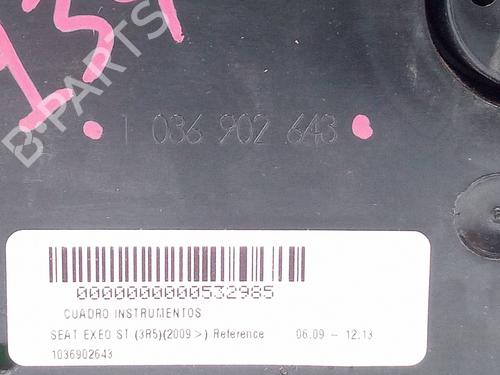 B-PARTS
1 036 902 643
0000000000532985
CUADRO INSTRUMENTOS
SEAT EXEO ST (3R5)(2009>) Reference 06.09 - 12.13
1036902643